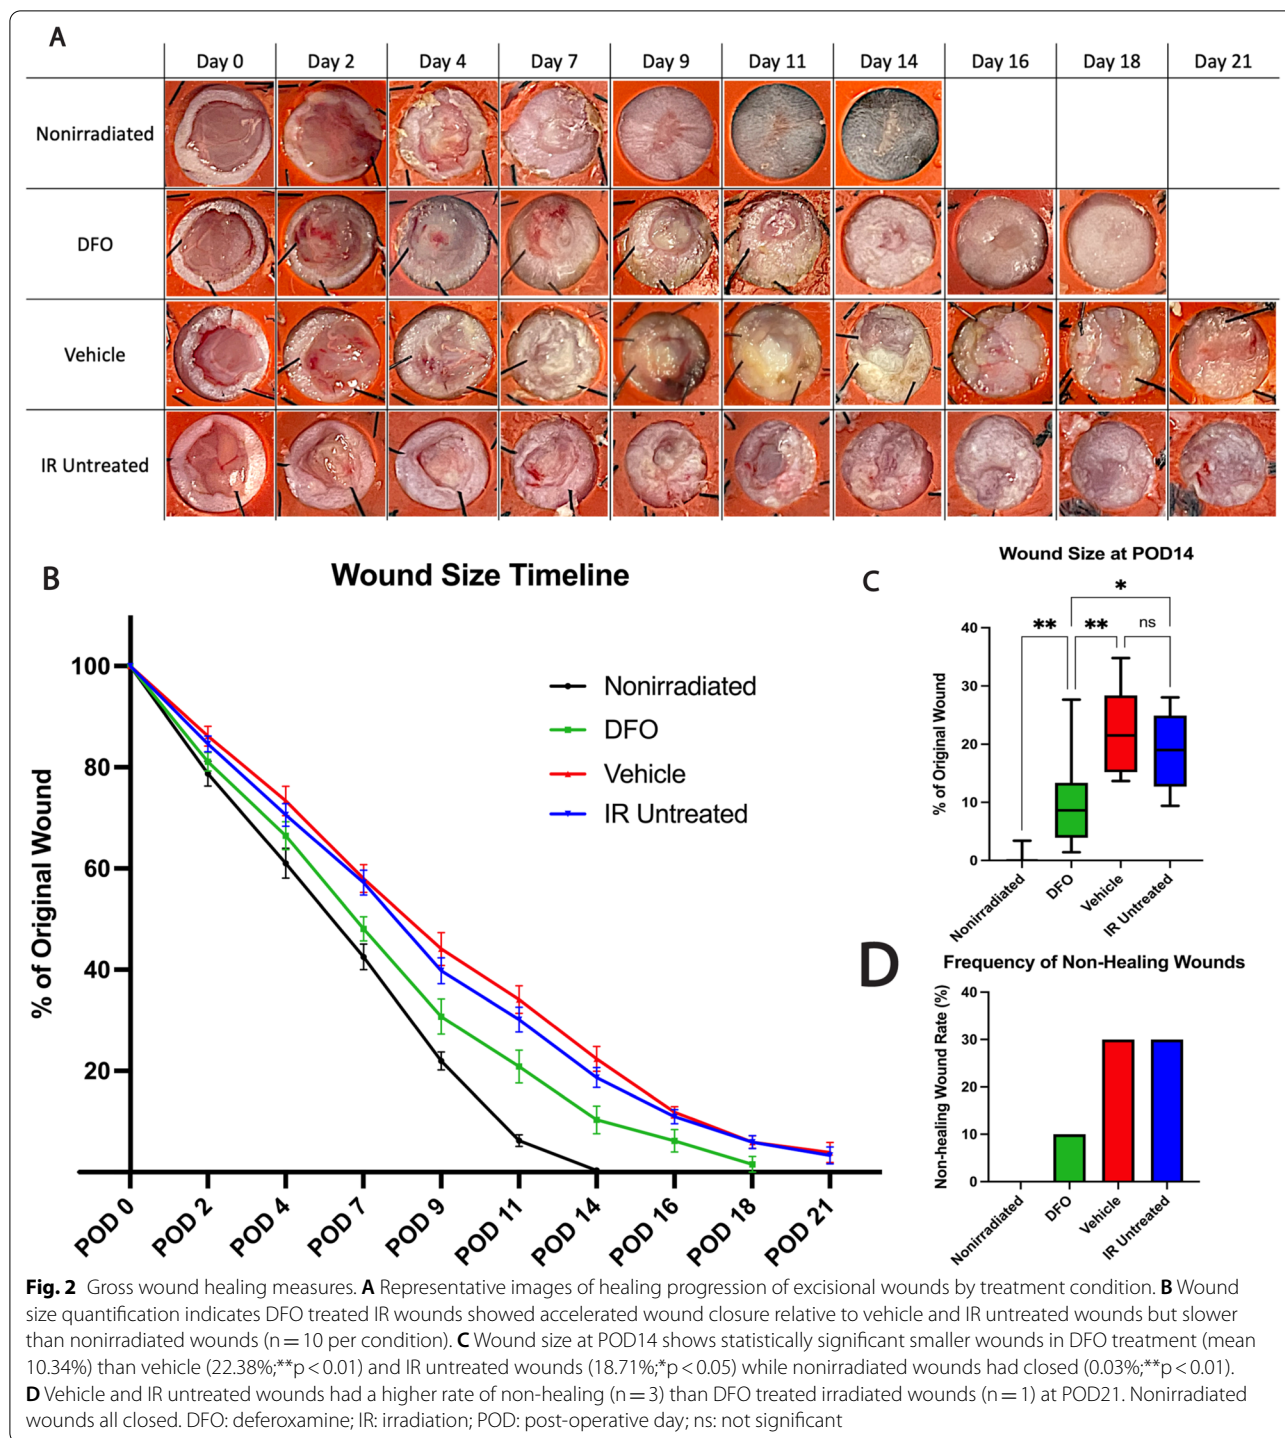 A
Day 0 Day 2 Day 4 Day 7 Day 9 Day 11 Day 14 Day 16 Day 18 Day 21
Nonirradiated
DFO
Vehicle
IR Untreated
B
Wound Size Timeline
% of Original Wound
100
80
60
40
20
Nonirradiated
DFO
Vehicle
IR Untreated
POD 0 POD 2 POD 4 POD 7 POD 9 POD 11 POD 14 POD 16 POD 18 POD 21
C
Wound Size at POD14
% of Original Wound
40
30
20
10
0
** ** * ns
Nonirradiated DFO Vehicle IR Untreated
D
Frequency of Non-Healing Wounds
Non-healing Wound Rate (%)
40
30
20
10
0
Nonirradiated DFO Vehicle IR Untreated
Fig. 2 Gross wound healing measures. A Representative images of healing progression of excisional wounds by treatment condition. B Wound
size quantification indicates DFO treated IR wounds showed accelerated wound closure relative to vehicle and IR untreated wounds but slower
than nonirradiated wounds (n = 10 per condition). C Wound size at POD14 shows statistically significant smaller wounds in DFO treatment (mean
10.34%) than vehicle (22.38%;**p < 0.01) and IR untreated wounds (18.71%;*p < 0.05) while nonirradiated wounds had closed (0.03%;**p < 0.01).
D Vehicle and IR untreated wounds had a higher rate of non-healing (n = 3) than DFO treated irradiated wounds (n = 1) at POD21. Nonirradiated
wounds all closed. DFO: deferoxamine; IR: irradiation; POD: post-operative day; ns: not significant